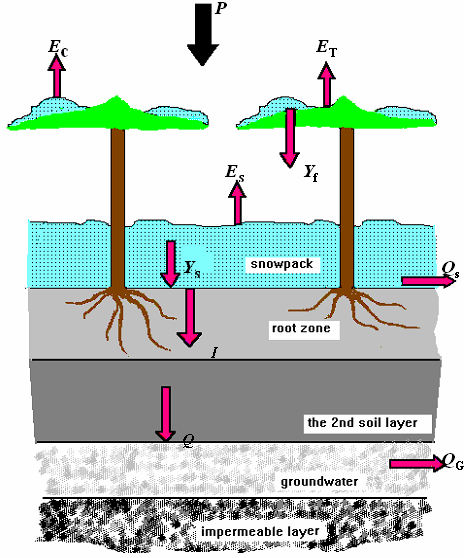 P
E_C
E_T
Y_f
E_s
Y_s
snowpack
Q_s
root zone
I
the 2nd soil layer
Q
groundwater
Q_G
impermeable layer